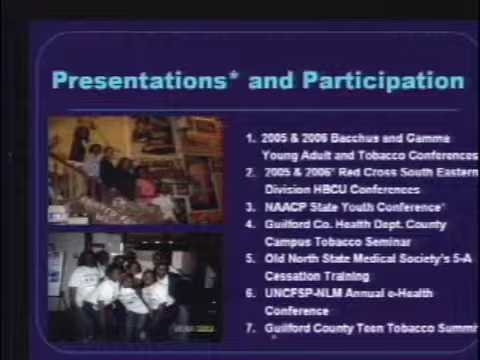 Presentations* and Participation
1. 2005 & 2006 Bacchus and Gamma
Young Adult and Tobacco Conferences
2. 2005 & 2006* Red Cross South Eastern
Division HBCU Conferences
3. NAACP State Youth Conference*
4. Guilford Co. Health Dept. County
Campus Tobacco Seminar
5. Old North State Medical Society's 5-A
Cessation Training
6. UNCFSP-NLM Annual e-Health
Conference
7. Guilford County Teen Tobacco Summi